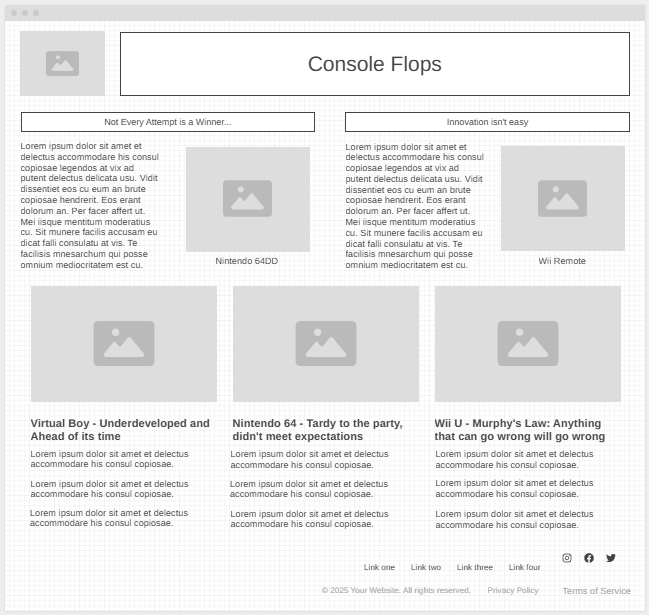 Console Flops
Not Every Attempt is a Winner...
Lorem ipsum dolor sit amet et
delectus accommodare his consul
copiosae legendos at vix ad
putent delectus delicata usu. Vidit
dissentiet eos cu eum an brute
copiosae hendrerit. Eos erant
dolorum an. Per facer affert ut.
Mei iisque mentitum moderatius
cu. Sit munere facilis accusam eu
dicat falli consulatu at vis. Te
facilisis mnesarchum qui posse
omnium mediocritatem est cu.
Nintendo 64DD
Innovation isn't easy
Lorem ipsum dolor sit amet et
delectus accommodare his consul
copiosae legendos at vix ad
putent delectus delicata usu. Vidit
dissentiet eos cu eum an brute
copiosae hendrerit. Eos erant
dolorum an. Per facer affert ut.
Mei iisque mentitum moderatius
cu. Sit munere facilis accusam eu
dicat falli consulatu at vis. Te
facilisis mnesarchum qui posse
omnium mediocritatem est cu.
Wii Remote
Virtual Boy - Underdeveloped and
Ahead of its time
Lorem ipsum dolor sit amet et delectus
accommodare his consul copiosae.
Lorem ipsum dolor sit amet et delectus
accommodare his consul copiosae.
Lorem ipsum dolor sit amet et delectus
accommodare his consul copiosae.
Nintendo 64 - Tardy to the party,
didn't meet expectations
Lorem ipsum dolor sit amet et delectus
accommodare his consul copiosae.
Lorem ipsum dolor sit amet et delectus
accommodare his consul copiosae.
Lorem ipsum dolor sit amet et delectus
accommodare his consul copiosae.
Wii U - Murphy's Law: Anything
that can go wrong will go wrong
Lorem ipsum dolor sit amet et delectus
accommodare his consul copiosae.
Lorem ipsum dolor sit amet et delectus
accommodare his consul copiosae.
Lorem ipsum dolor sit amet et delectus
accommodare his consul copiosae.
Link one Link two Link three Link four
© 2025 Your Website. All rights reserved. Privacy Policy Terms of Service